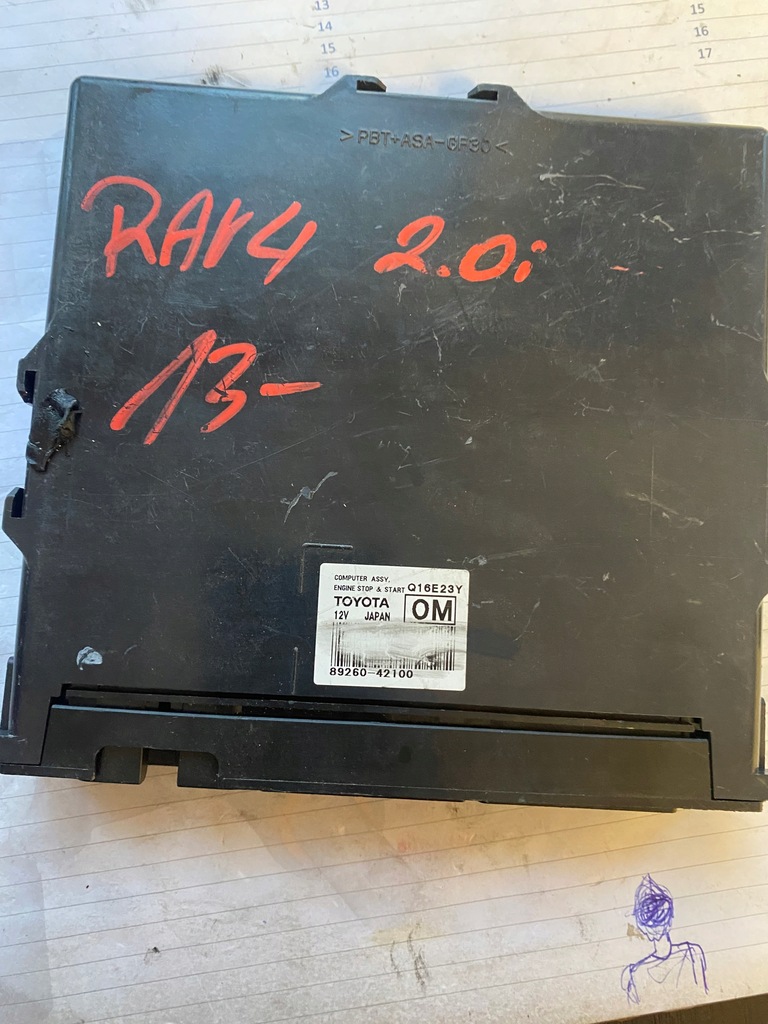 13
14
15
16
15
16
17
>PBT+ASA-GF30<
RAV4 2.0i -
13-
COMPUTER ASSY,
ENGINE STOP & START Q16E23Y
TOYOTA OM
12V JAPAN
89260-42100